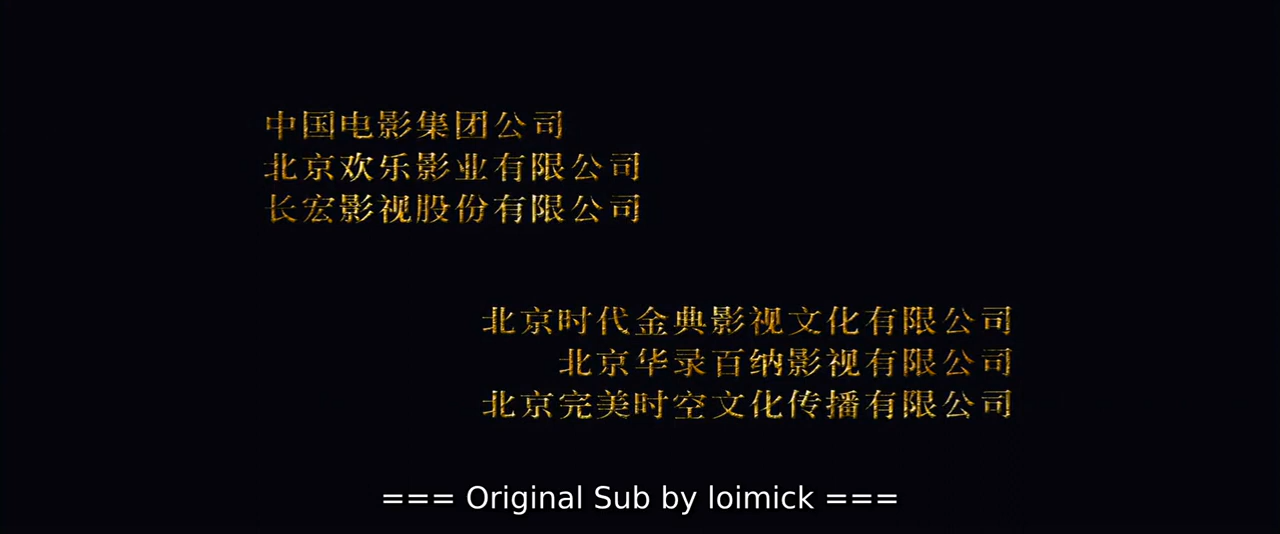 中国电影集团公司
北京欢乐影业有限公司
长宏影视股份有限公司
北京时代金典影视文化有限公司
北京华录百纳影视有限公司
北京完美时空文化传播有限公司
=== Original Sub by loimick ===